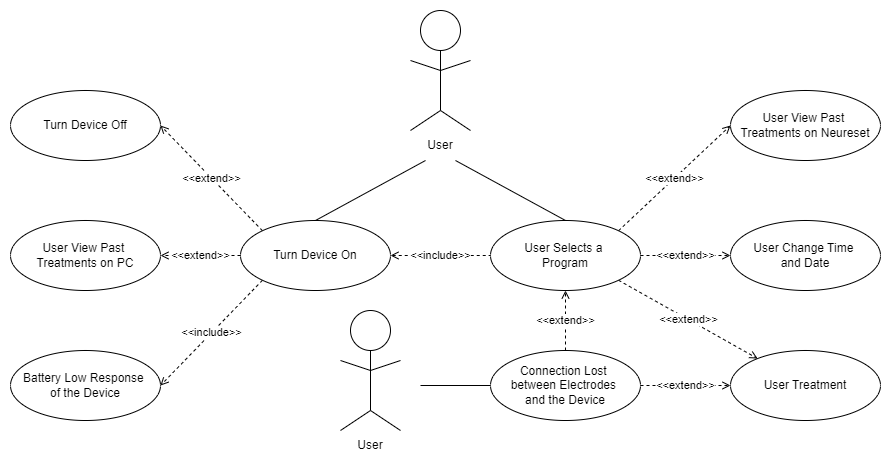 User
Turn Device Off
<<extend>>
<<extend>>
User View Past
Treatments on Neureset
User View Past
Treatments on PC
<<extend>>
Turn Device On
<<include>>
User Selects a
Program
<<extend>>
User Change Time
and Date
<<include>>
<<extend>>
<<extend>>
Battery Low Response
of the Device
User
Connection Lost
between Electrodes
and the Device
<<extend>>
User Treatment